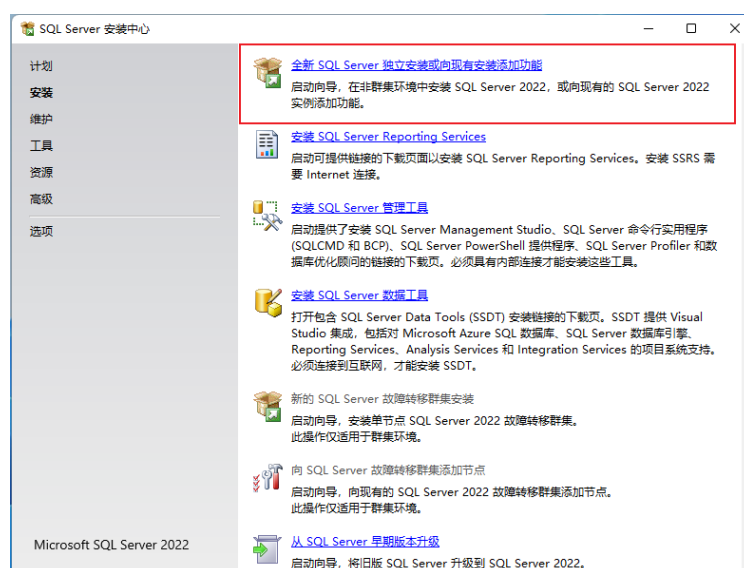 SQL Server 安装中心
计划
安装
维护
工具
资源
高级
选项
Microsoft SQL Server 2022
全新 SQL Server 独立安装或向现有安装添加功能
启动向导，在非群集环境中安装 SQL Server 2022，或向现有的 SQL Server 2022
实例添加功能。
安装 SQL Server Reporting Services
启动可提供链接的下载页面以安装 SQL Server Reporting Services。安装 SSRS 需
要 Internet 连接。
安装 SQL Server 管理工具
启动提供了安装 SQL Server Management Studio、SQL Server 命令行实用程序
(SQLCMD 和 BCP)、SQL Server PowerShell 提供程序、SQL Server Profiler 和数
据库优化顾问的链接的下载页。必须具有内部连接才能安装这些工具。
安装 SQL Server 数据工具
打开包含 SQL Server Data Tools (SSDT) 安装链接的下载页。SSDT 提供 Visual
Studio 集成，包括对 Microsoft Azure SQL 数据库、SQL Server 数据库引擎、
Reporting Services、Analysis Services 和 Integration Services 的项目系统支持。
必须连接到互联网，才能安装 SSDT。
新的 SQL Server 故障转移群集安装
启动向导，安装单节点 SQL Server 2022 故障转移群集。
此操作仅适用于群集环境。
向 SQL Server 故障转移群集添加节点
启动向导，向现有的 SQL Server 2022 故障转移群集添加节点。
此操作仅适用于群集环境。
从 SQL Server 早期版本升级
启动向导，将旧版 SQL Server 升级到 SQL Server 2022。